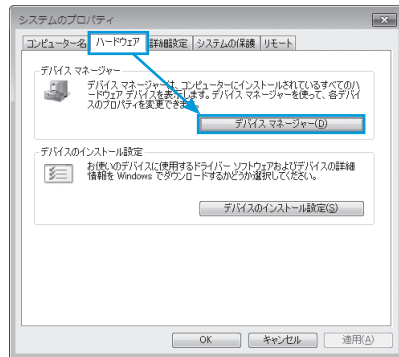 システムのプロパティ
コンピューター名 ハードウェア 詳細設定 システムの保護 リモート
デバイス マネージャー
デバイス マネージャーは、コンピューターにインストールされているすべてのハ
ードウェア デバイスを表示します。デバイス マネージャーを使って、各デバイ
スのプロパティを変更できます。
デバイス マネージャー(D)
デバイスのインストール設定
お使いのデバイスに使用するドライバー ソフトウェアおよびデバイスの詳細
情報を Windows でダウンロードするかどうか選択してください。
デバイスのインストール設定(S)
OK キャンセル 適用(A)